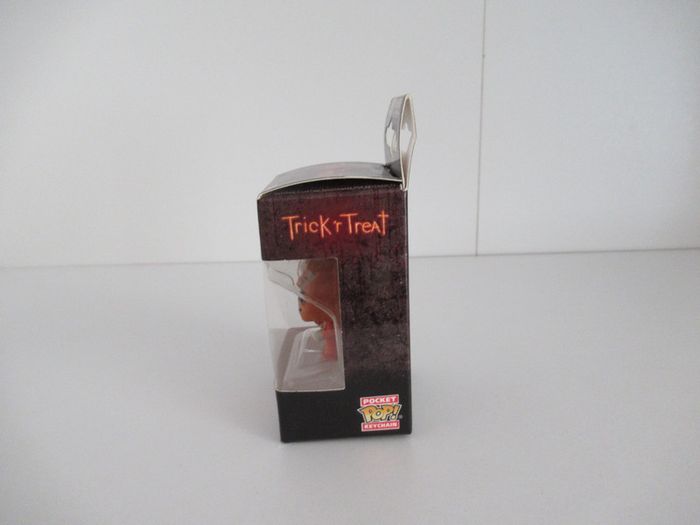 Trick 'r Treat
POCKET
POP!
KEYCHAIN